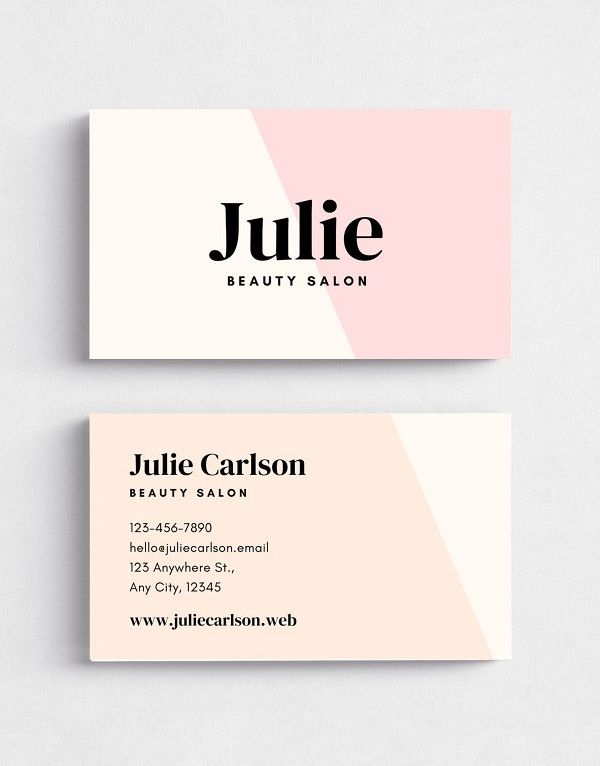 Julie
BEAUTY SALON
Julie Carlson
BEAUTY SALON
123-456-7890
hello@juliecarlson.email
123 Anywhere St.,
Any City, 12345
www.juliecarlson.web